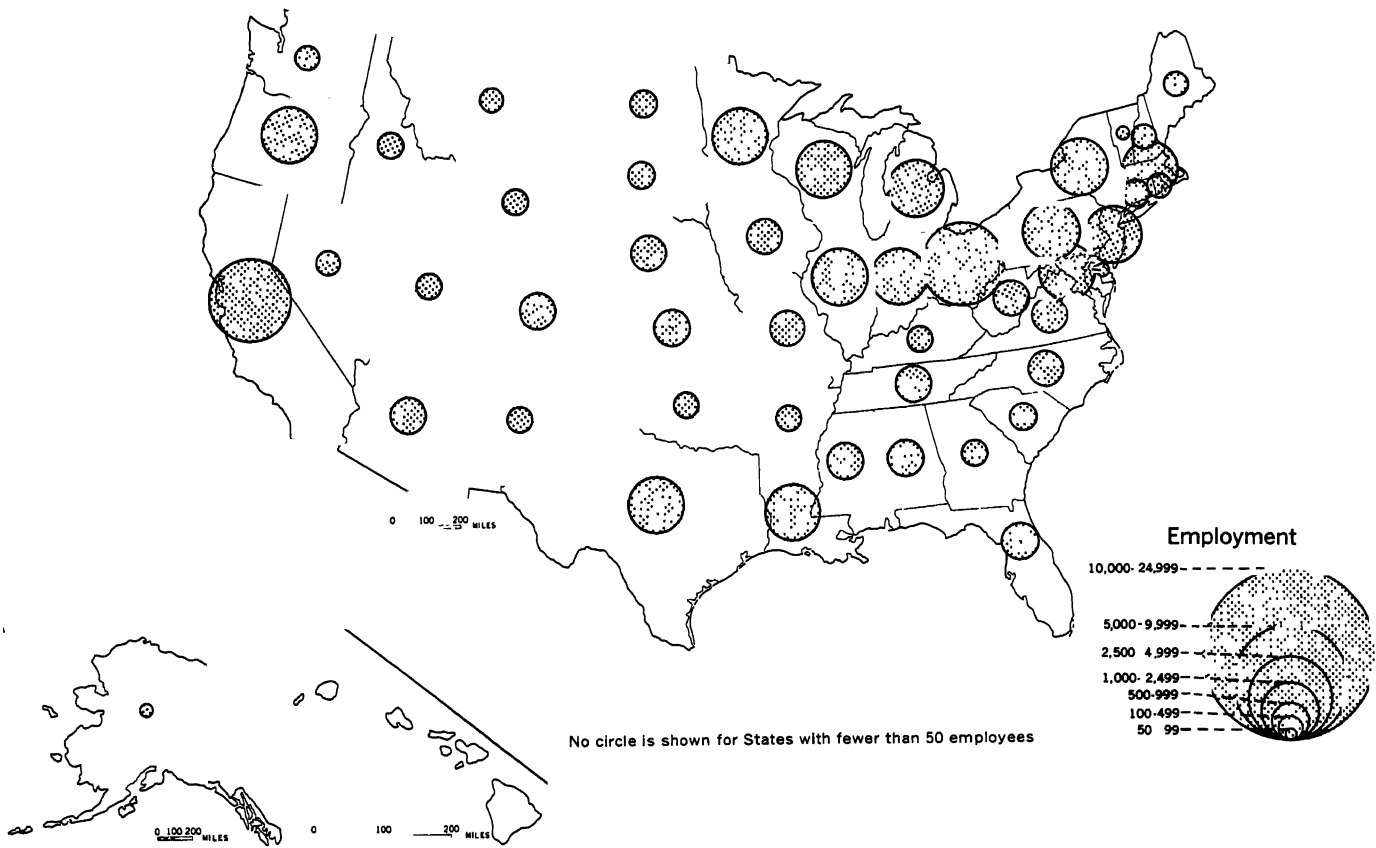 0 100 200 MILES
Employment
10,000-24,999
5,000-9,999
2,500 4,999
1,000-2,499
500-999
100-499
50 99
No circle is shown for States with fewer than 50 employees
0 100 200 MILES
0 100 200 MILES